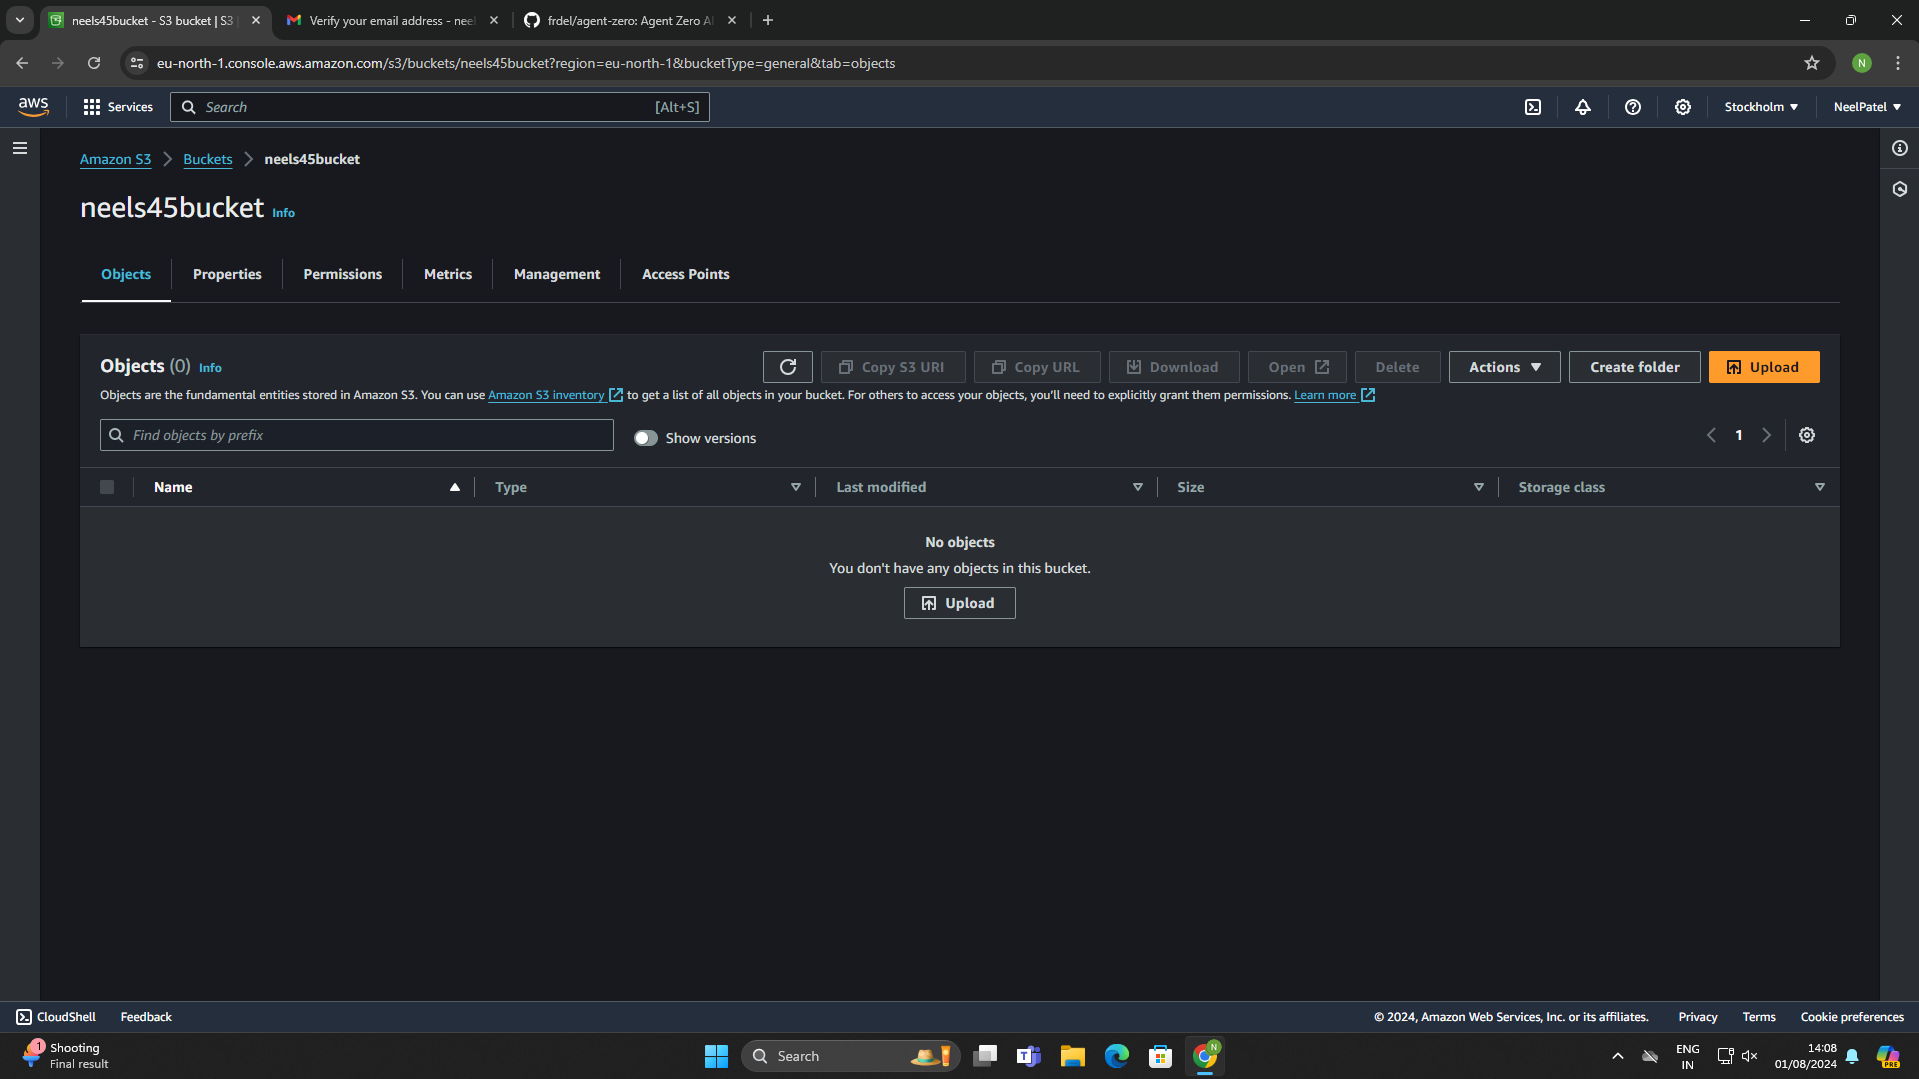 neels45bucket - S3 bucket | S3
Verify your email address - neel
frdel/agent-zero: Agent Zero AI
eu-north-1.console.aws.amazon.com/s3/buckets/neels45bucket?region=eu-north-1&bucketType=general&tab=objects
N
aws
Services
Search
[Alt+S]
Stockholm
NeelPatel
Amazon S3
Buckets
neels45bucket
neels45bucket Info
Objects
Properties
Permissions
Metrics
Management
Access Points
Objects (0) Info
Copy S3 URI
Copy URL
Download
Open
Delete
Actions
Create folder
Upload
Objects are the fundamental entities stored in Amazon S3. You can use Amazon S3 inventory to get a list of all objects in your bucket. For others to access your objects, you'll need to explicitly grant them permissions. Learn more
Find objects by prefix
Show versions
1
Name
Type
Last modified
Size
Storage class
No objects
You don't have any objects in this bucket.
Upload
CloudShell
Feedback
© 2024, Amazon Web Services, Inc. or its affiliates.
Privacy
Terms
Cookie preferences
1
Shooting
Final result
Search
N
ENG
IN
14:08
01/08/2024
PRE